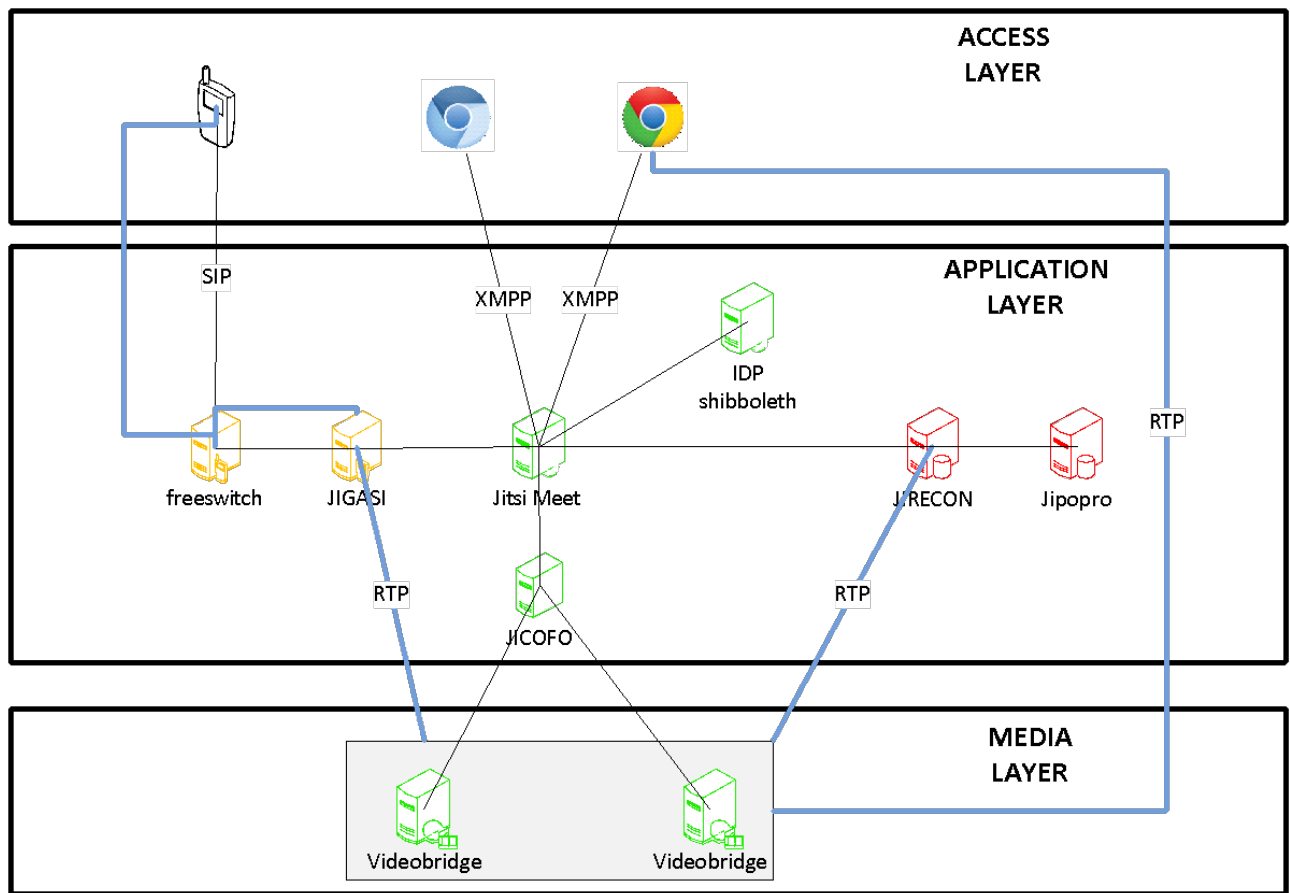 ACCESS
LAYER
APPLICATION
LAYER
SIP
XMPP
XMPP
IDP
shibboleth
RTP
freeswitch
JIGASI
Jitsi Meet
JIRECON
Jipopro
RTP
RTP
JICOFO
MEDIA
LAYER
Videobridge
Videobridge